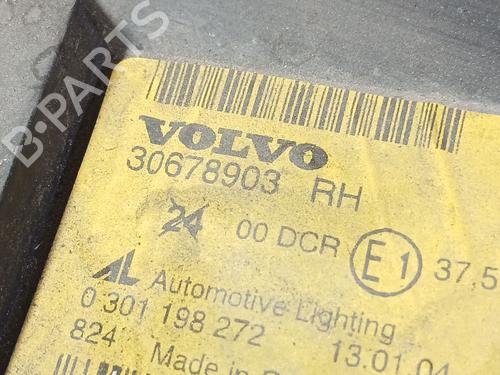 B-PARTS
VOLVO
30678903 RH
24 00 DCR E1 37,5
AL Automotive Lighting
0 301 198 272 13.01.04
824 Made in